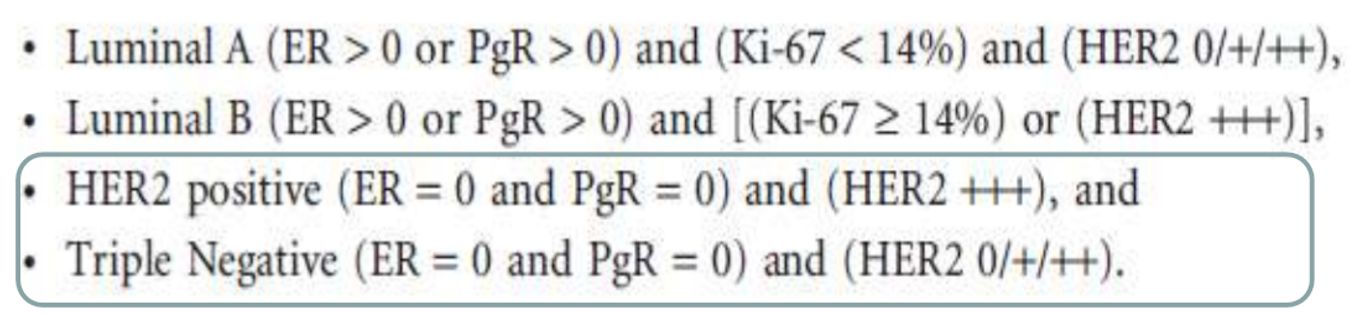 • Luminal A (ER > 0 or PgR > 0) and (Ki-67 < 14%) and (HER2 0/+/++),
• Luminal B (ER > 0 or PgR > 0) and [(Ki-67 ≥ 14%) or (HER2 +++)],
• HER2 positive (ER = 0 and PgR = 0) and (HER2 +++), and
• Triple Negative (ER = 0 and PgR = 0) and (HER2 0/+/++).